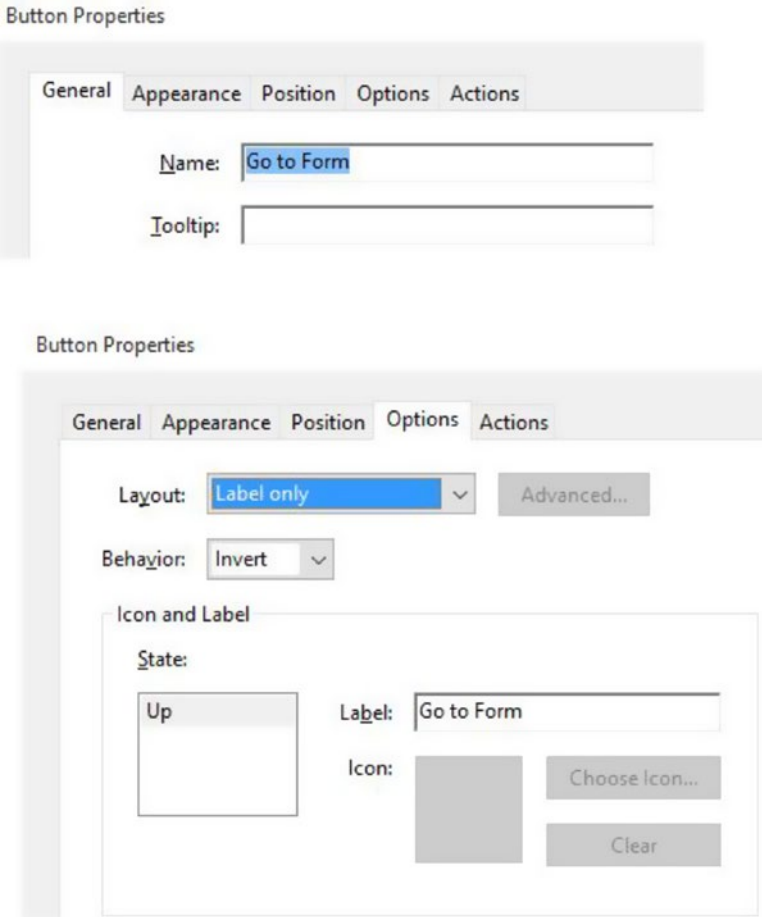 Button Properties
General Appearance Position Options Actions
Name: Go to Form
Tooltip:
Button Properties
General Appearance Position Options Actions
Layout: Label only Advanced...
Behavior: Invert
Icon and Label
State:
Up Label: Go to Form
Icon: Choose Icon...
Clear